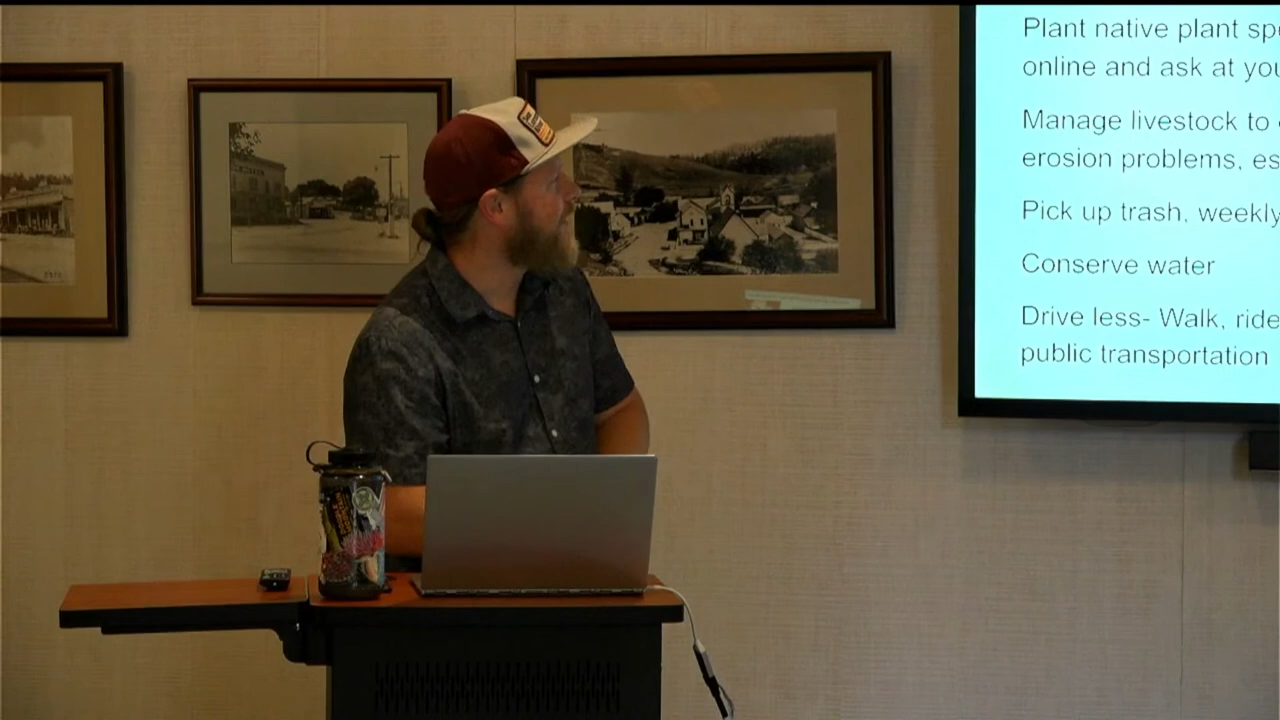 Plant native plant sp
online and ask at you
Manage livestock to
erosion problems, es
Pick up trash, weekly
Conserve water
Drive less- Walk, ride
public transportation